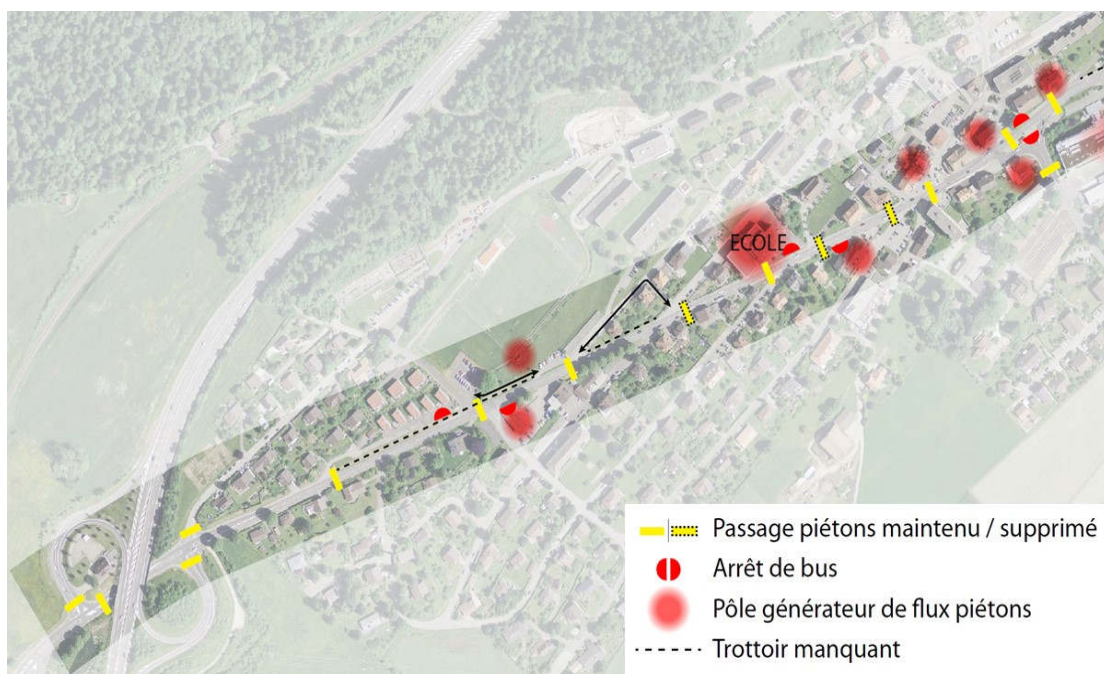 ECOLE
Passage piétons maintenu / supprimé
Arrêt de bus
Pôle générateur de flux piétons
Trottoir manquant